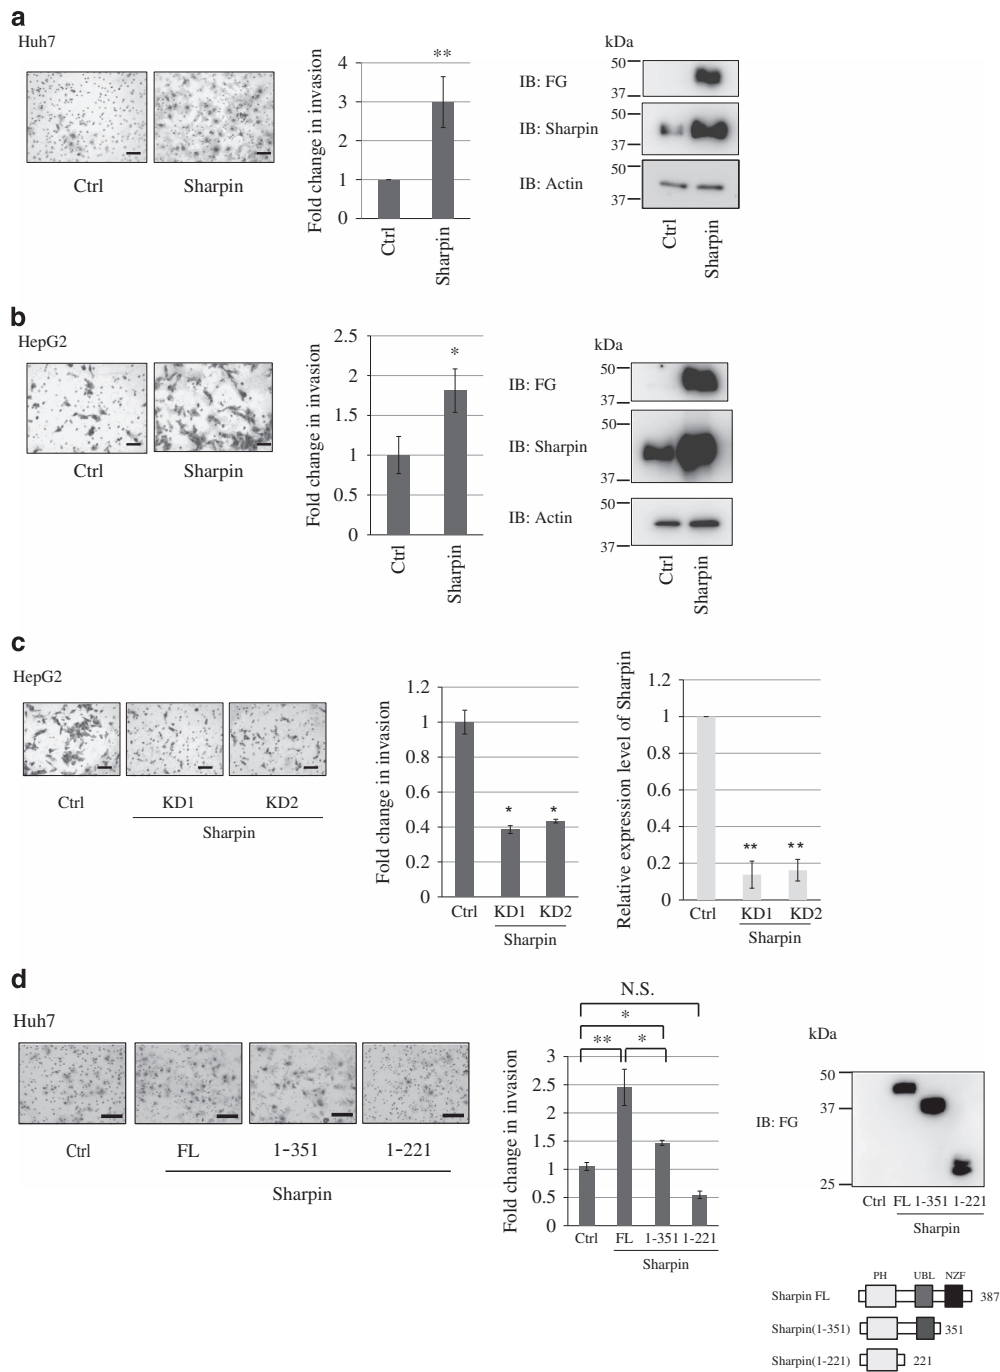 a
Huh7
Ctrl
Sharpin
Fold change in invasion
4
3
2
1
0
**
Ctrl
Sharpin
kDa
IB: FG
50
37
IB: Sharpin
50
37
IB: Actin
50
37
Ctrl
Sharpin
b
HepG2
Ctrl
Sharpin
Fold change in invasion
2.5
2
1.5
1
0.5
0
*
Ctrl
Sharpin
kDa
IB: FG
50
37
IB: Sharpin
50
37
IB: Actin
50
37
Ctrl
Sharpin
c
HepG2
Ctrl KD1 KD2
Sharpin
Fold change in invasion
1.2
1
0.8
0.6
0.4
0.2
0
* *
Ctrl KD1 KD2
Sharpin
Relative expression level of Sharpin
1.2
1
0.8
0.6
0.4
0.2
0
** **
Ctrl KD1 KD2
Sharpin
d
Huh7
Ctrl FL 1-351 1-221
Sharpin
Fold change in invasion
N.S.
*
** *
3
2.5
2
1.5
1
0.5
0
Ctrl FL 1-351 1-221
Sharpin
kDa
IB: FG
50
37
25
Ctrl FL 1-351 1-221
Sharpin
PH UBL NZF
Sharpin FL 387
Sharpin(1-351) 351
Sharpin(1-221) 221